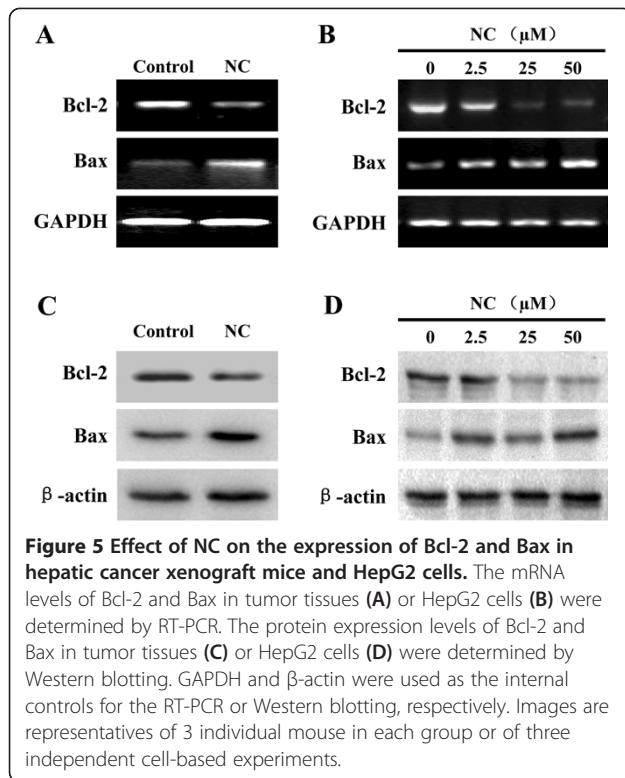 A
Control NC
Bcl-2
Bax
GAPDH
B
NC (μM)
0 2.5 25 50
Bcl-2
Bax
GAPDH
C
Control NC
Bcl-2
Bax
β-actin
D
NC (μM)
0 2.5 25 50
Bcl-2
Bax
β-actin
Figure 5 Effect of NC on the expression of Bcl-2 and Bax in
hepatic cancer xenograft mice and HepG2 cells. The mRNA
levels of Bcl-2 and Bax in tumor tissues (A) or HepG2 cells (B) were
determined by RT-PCR. The protein expression levels of Bcl-2 and
Bax in tumor tissues (C) or HepG2 cells (D) were determined by
Western blotting. GAPDH and β-actin were used as the internal
controls for the RT-PCR or Western blotting, respectively. Images are
representatives of 3 individual mouse in each group or of three
independent cell-based experiments.